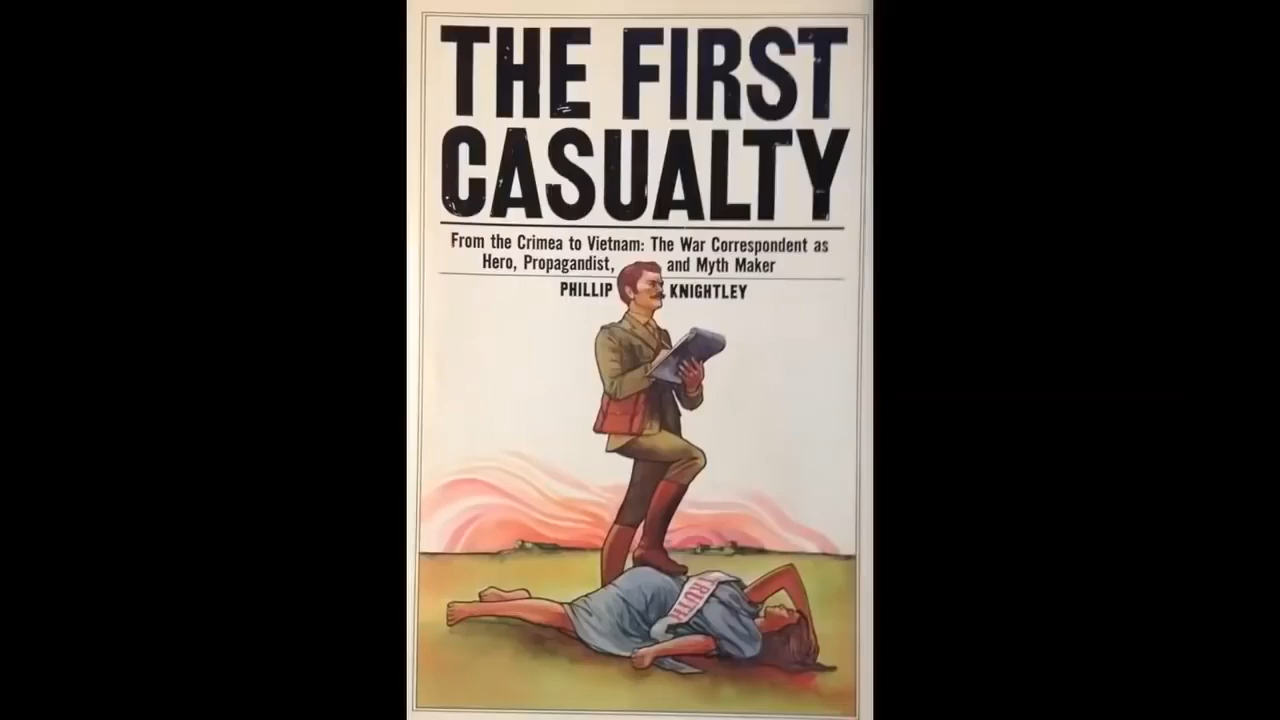 THE FIRST
CASUALTY
From the Crimea to Vietnam: The War Correspondent as
Hero, Propagandist, and Myth Maker
PHILLIP KNIGHTLEY
TRUTH